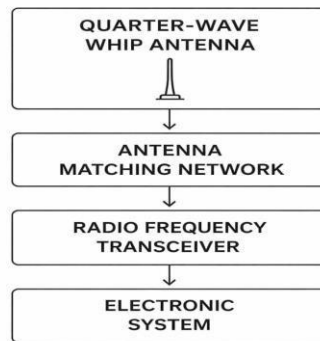 QUARTER-WAVE
WHIP ANTENNA
ANTENNA
MATCHING NETWORK
RADIO FREQUENCY
TRANSCEIVER
ELECTRONIC
SYSTEM